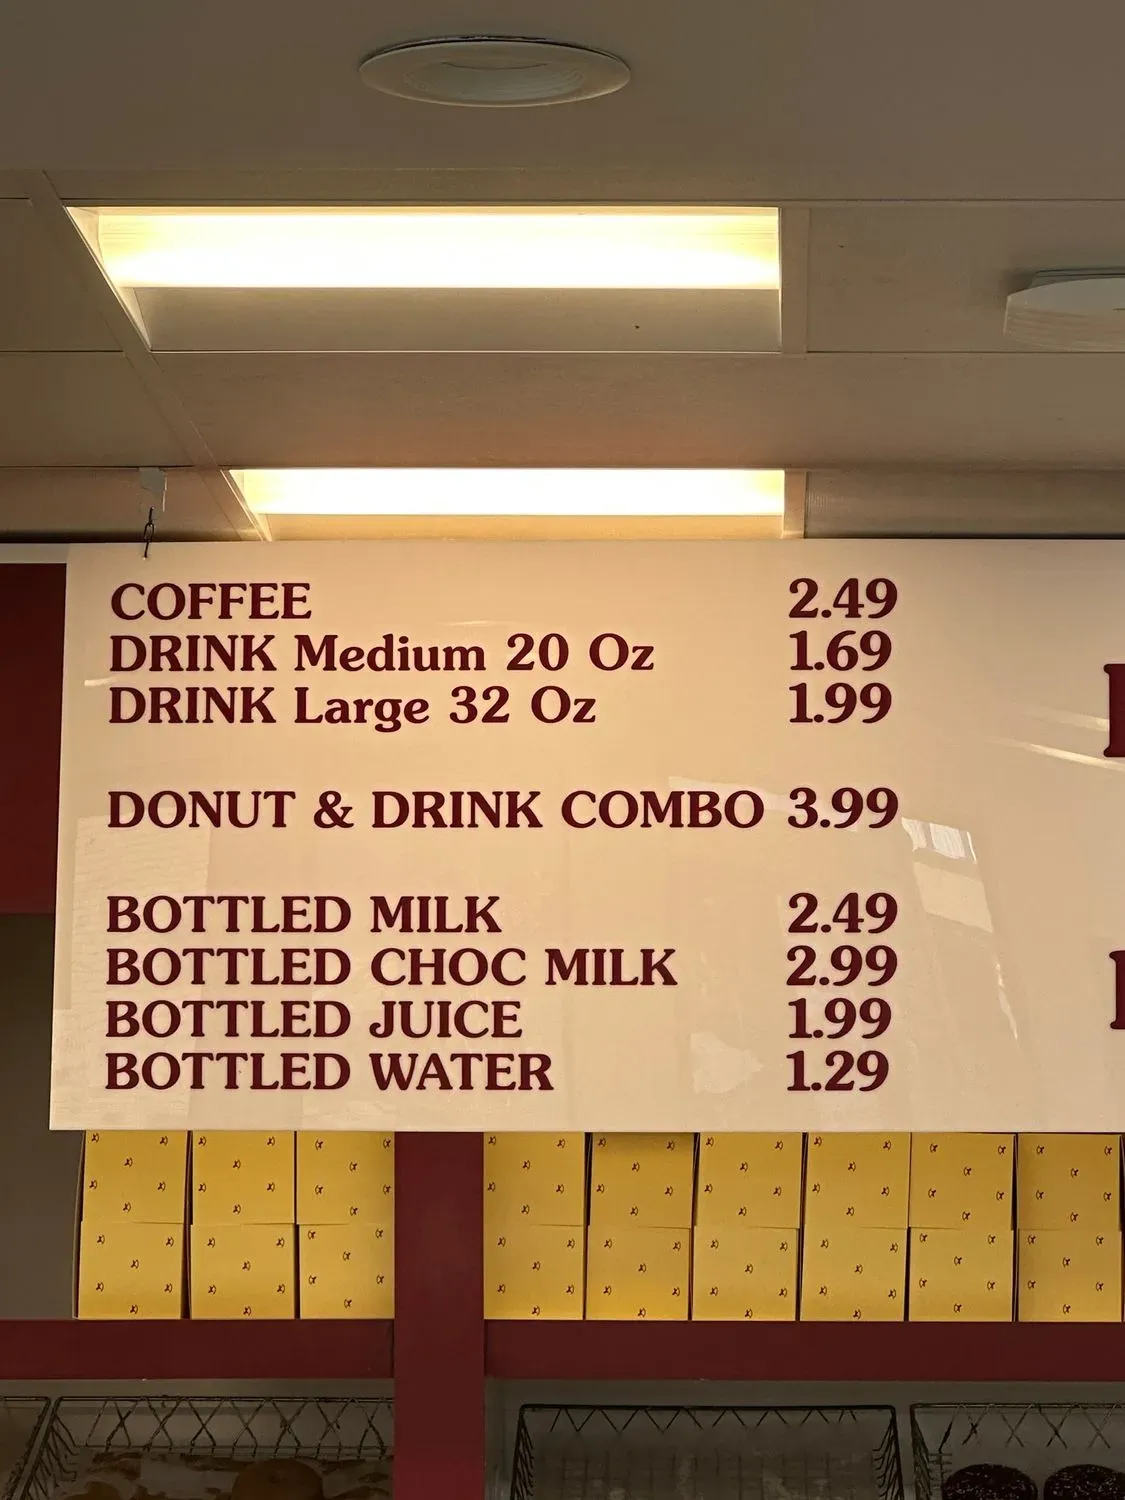 COFFEE 2.49
DRINK Medium 20 Oz 1.69
DRINK Large 32 Oz 1.99
DONUT & DRINK COMBO 3.99
BOTTLED MILK 2.49
BOTTLED CHOC MILK 2.99
BOTTLED JUICE 1.99
BOTTLED WATER 1.29